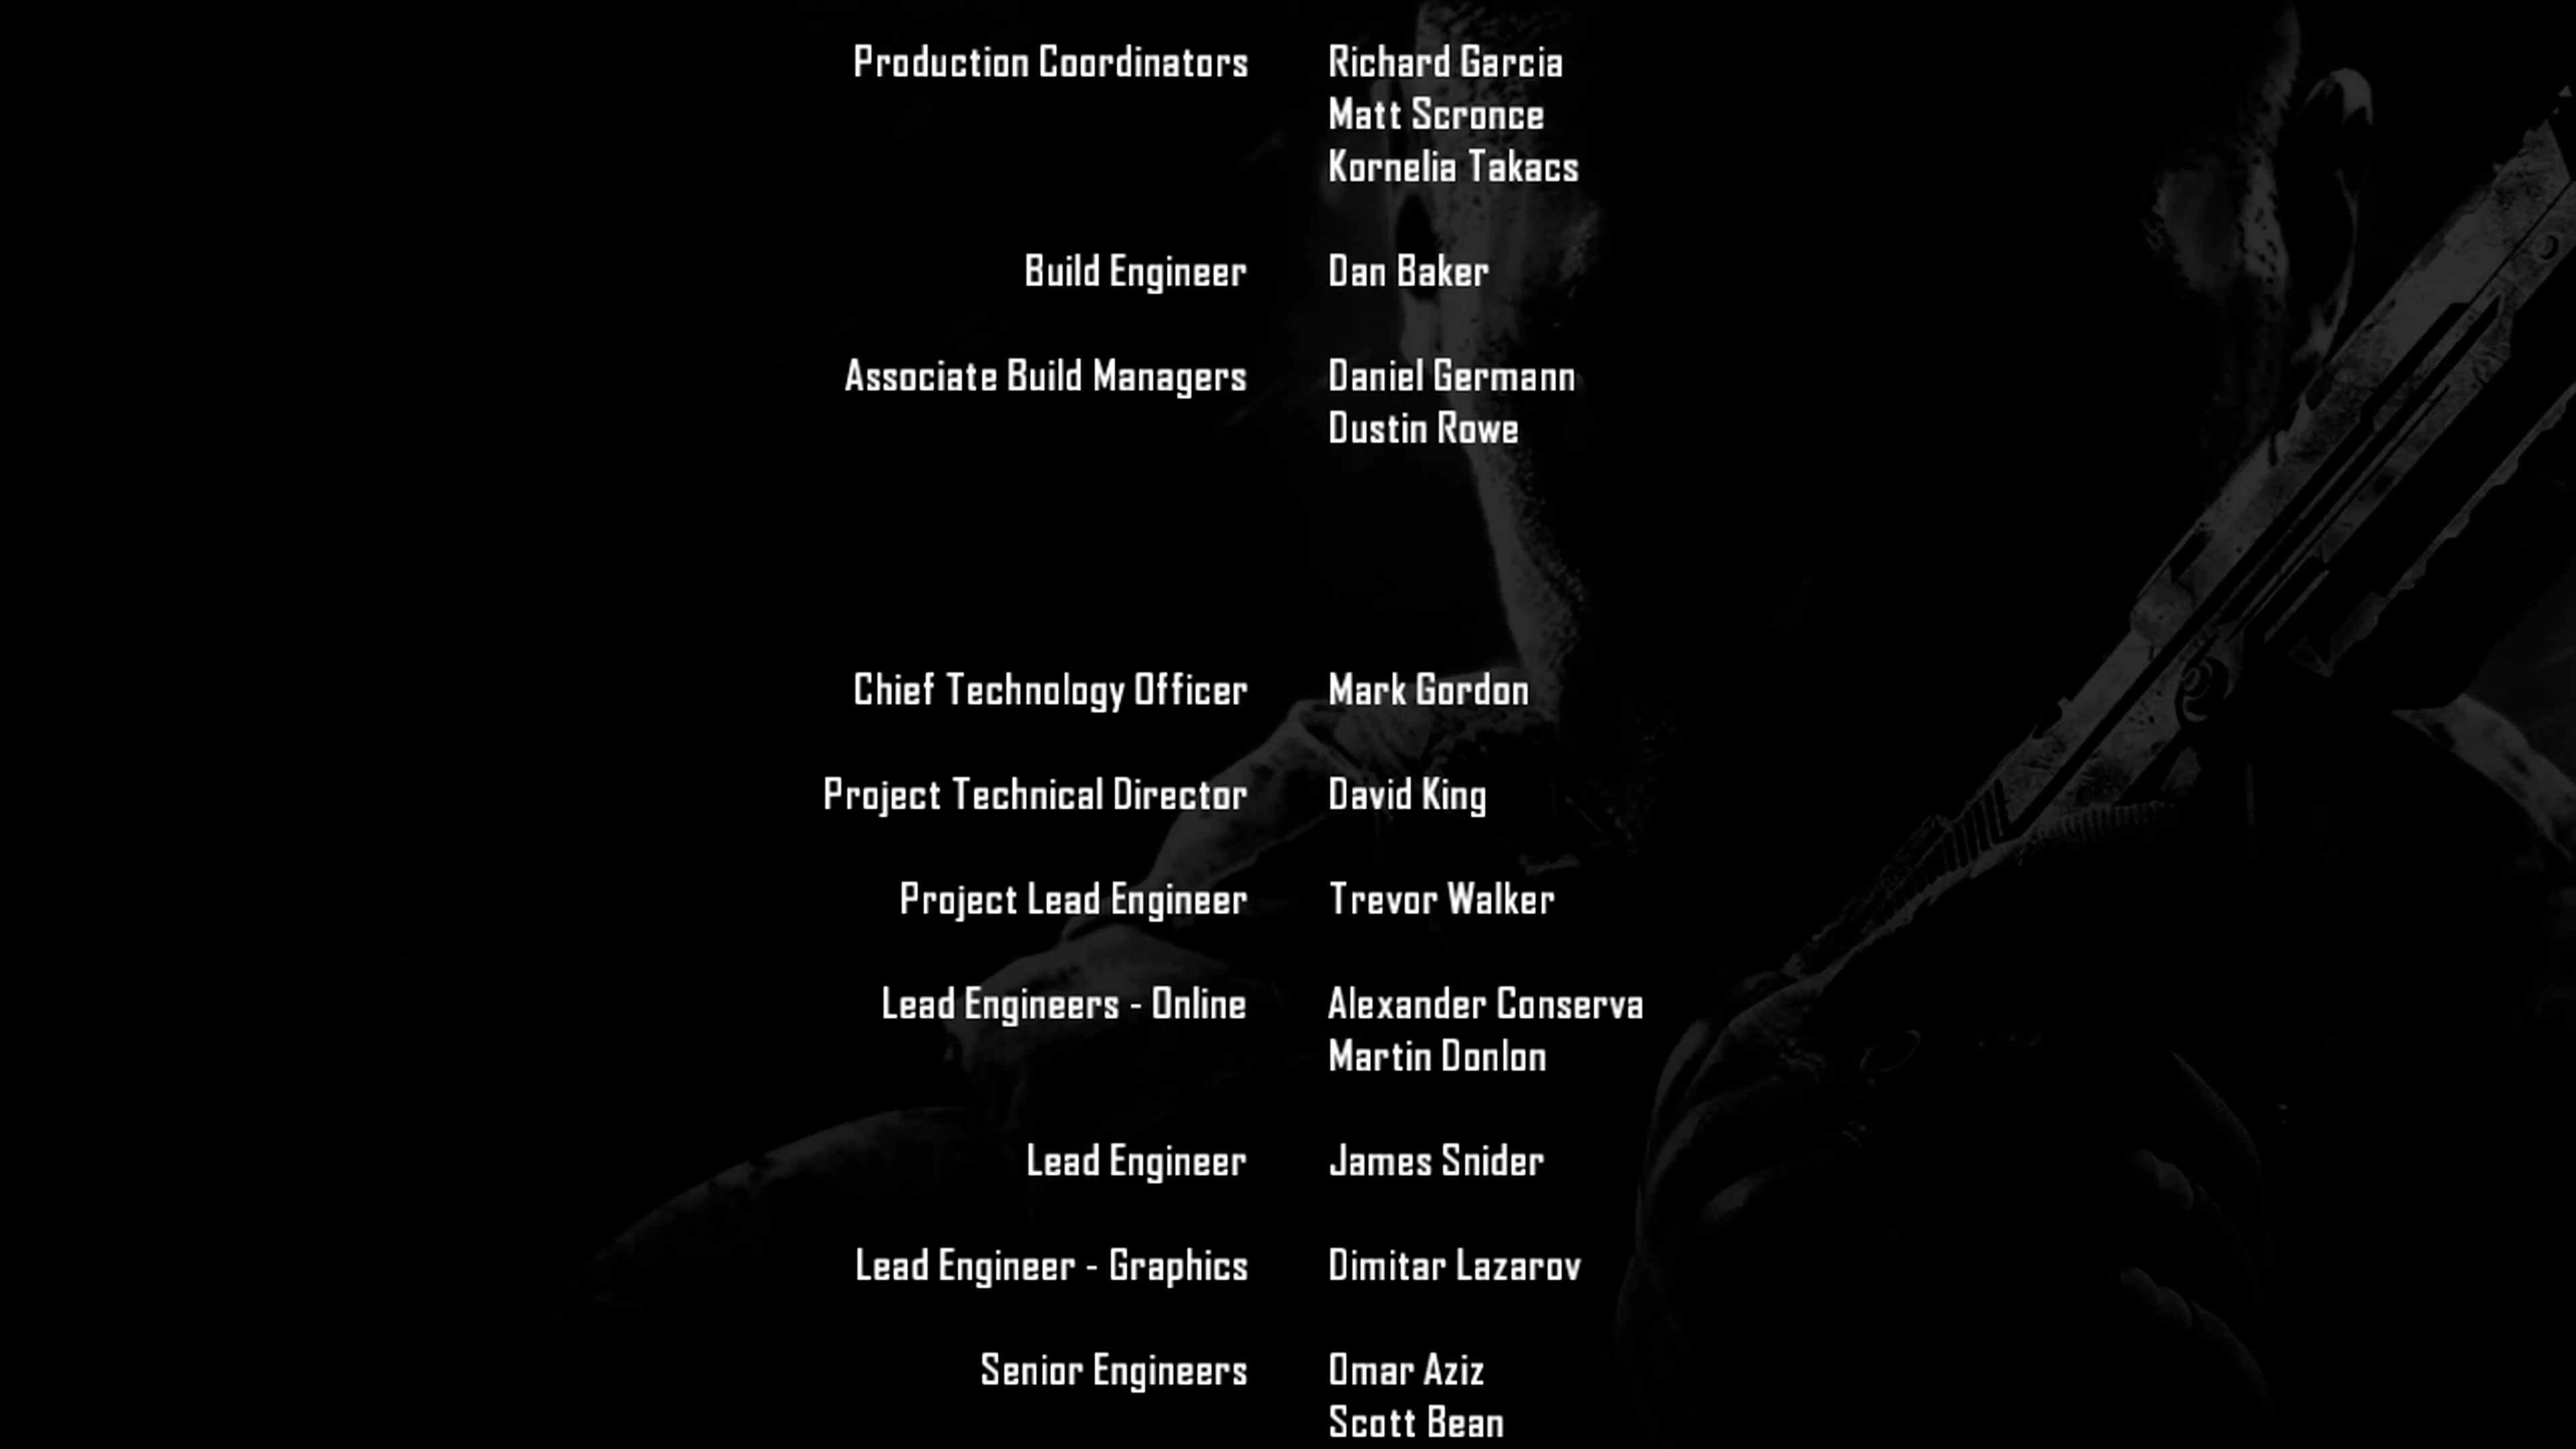 Production Coordinators Richard Garcia
Matt Scronce
Kornelia Takacs
Build Engineer Dan Baker
Associate Build Managers Daniel Germann
Dustin Rowe
Chief Technology Officer Mark Gordon
Project Technical Director David King
Project Lead Engineer Trevor Walker
Lead Engineers - Online Alexander Conserva
Martin Donlon
Lead Engineer James Snider
Lead Engineer - Graphics Dimitar Lazarov
Senior Engineers Omar Aziz
Scott Bean